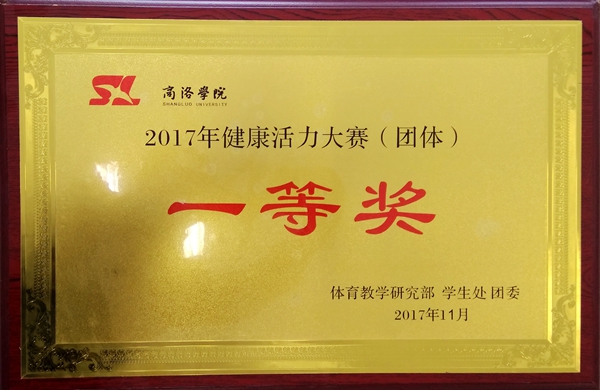 商洛學院
SHANGLUO UNIVERSITY
2017年健康活力大赛（团体）
一等奖
体育教学研究部 学生处 团委
2017年11月